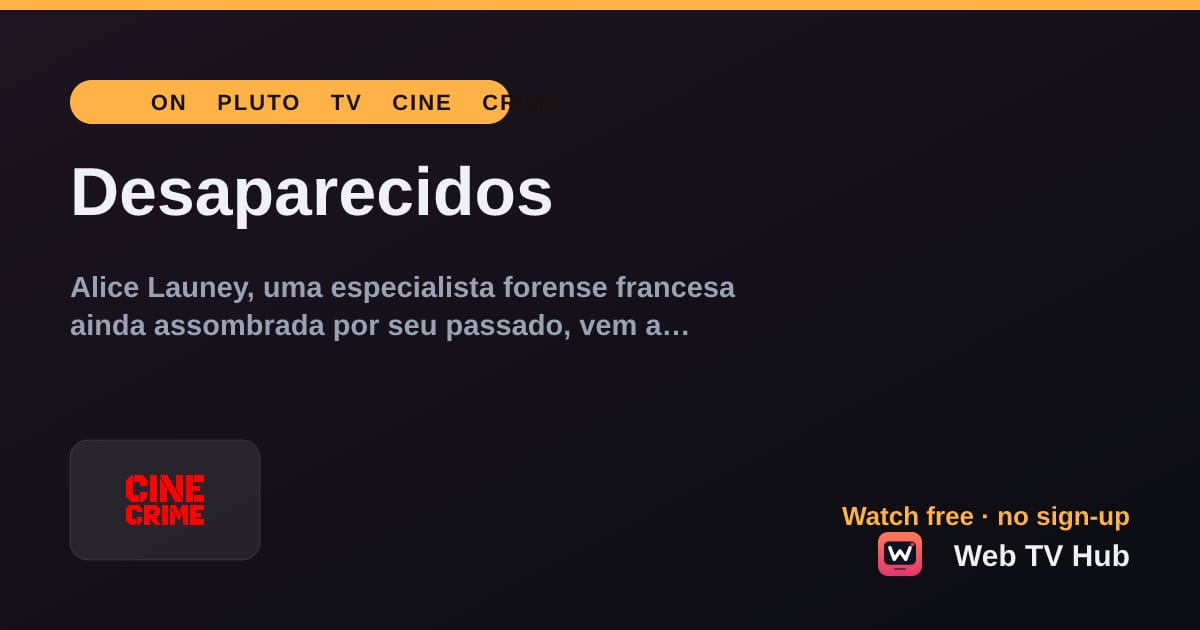 ON PLUTO TV CINE CRIME
Desaparecidos
Alice Launey, uma especialista forense francesa
ainda assombrada por seu passado, vem a…
CINE
CRIME
Watch free · no sign-up
Web TV Hub